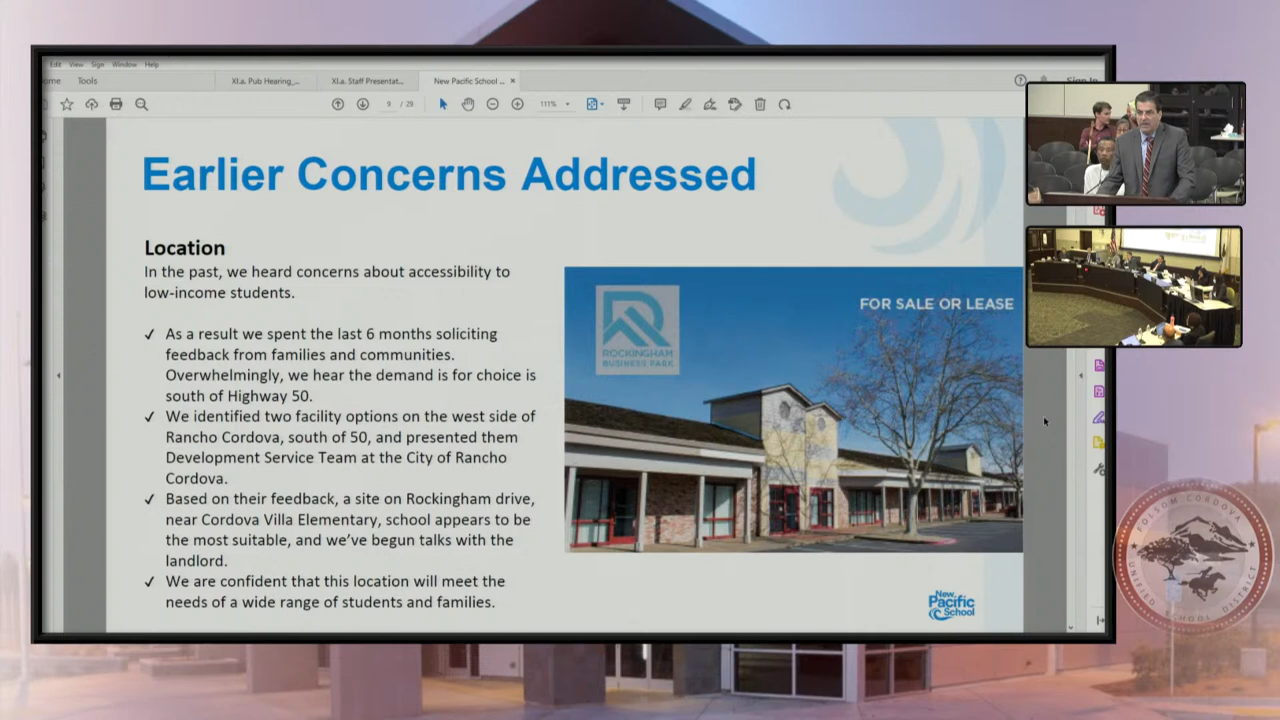 Edit View Sign Window Help
ome Tools XI.a. Pub Hearing_... XI.a. Staff Presentat... New Pacific School ... × Sign In
9 / 29 111%
Earlier Concerns Addressed
Location
In the past, we heard concerns about accessibility to
low-income students.
✓ As a result we spent the last 6 months soliciting
feedback from families and communities.
Overwhelmingly, we hear the demand is for choice is
south of Highway 50.
✓ We identified two facility options on the west side of
Rancho Cordova, south of 50, and presented them
Development Service Team at the City of Rancho
Cordova.
✓ Based on their feedback, a site on Rockingham drive,
near Cordova Villa Elementary, school appears to be
the most suitable, and we've begun talks with the
landlord.
✓ We are confident that this location will meet the
needs of a wide range of students and families.
ROCKINGHAM
BUSINESS PARK
FOR SALE OR LEASE
New
Pacific
School
FOLSOM CORDOVA
UNIFIED SCHOOL DISTRICT